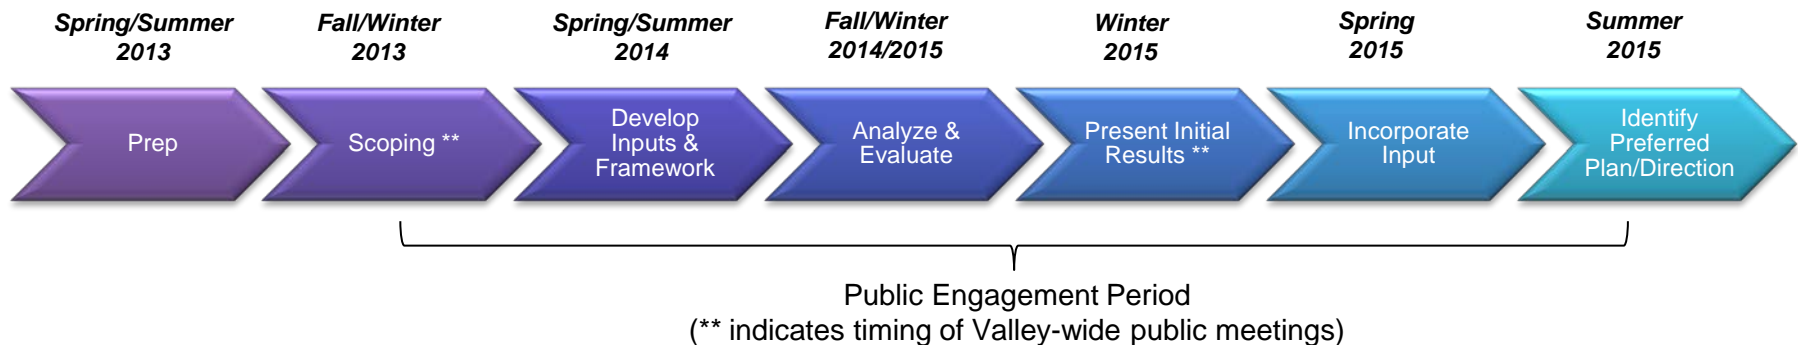 Spring/Summer
2013
Fall/Winter
2013
Spring/Summer
2014
Fall/Winter
2014/2015
Winter
2015
Spring
2015
Summer
2015
Prep
Scoping **
Develop
Inputs &
Framework
Analyze &
Evaluate
Present Initial
Results **
Incorporate
Input
Identify
Preferred
Plan/Direction
Public Engagement Period
(** indicates timing of Valley-wide public meetings)